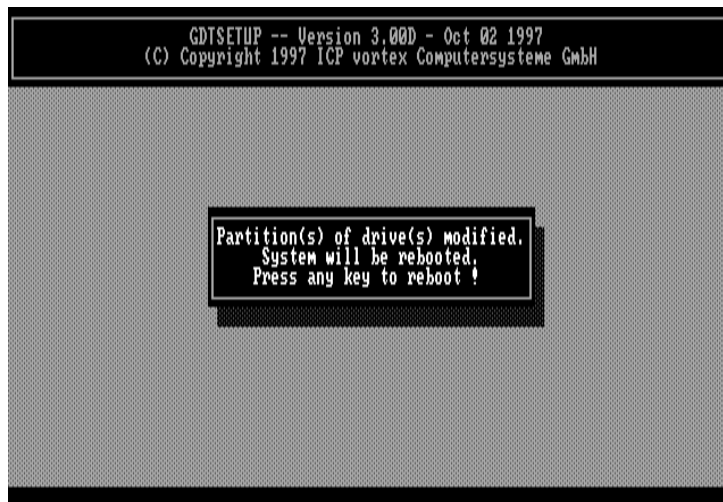 GDTSETUP -- Version 3.00D - Oct 02 1997
(C) Copyright 1997 ICP vortex Computersysteme GmbH
Partition(s) of drive(s) modified.
System will be rebooted.
Press any key to reboot !